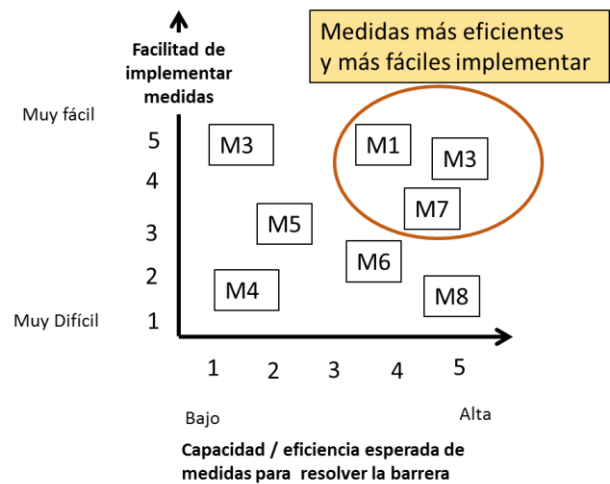 Facilitad de
implementar
medidas
Medidas más eficientes
y más fáciles implementar
Muy fácil
5
M3
M1
M3
4
M7
3
M5
M6
2
M4
M8
Muy Difícil
1
1
2
3
4
5
Bajo
Alta
Capacidad / eficiencia esperada de
medidas para resolver la barrera